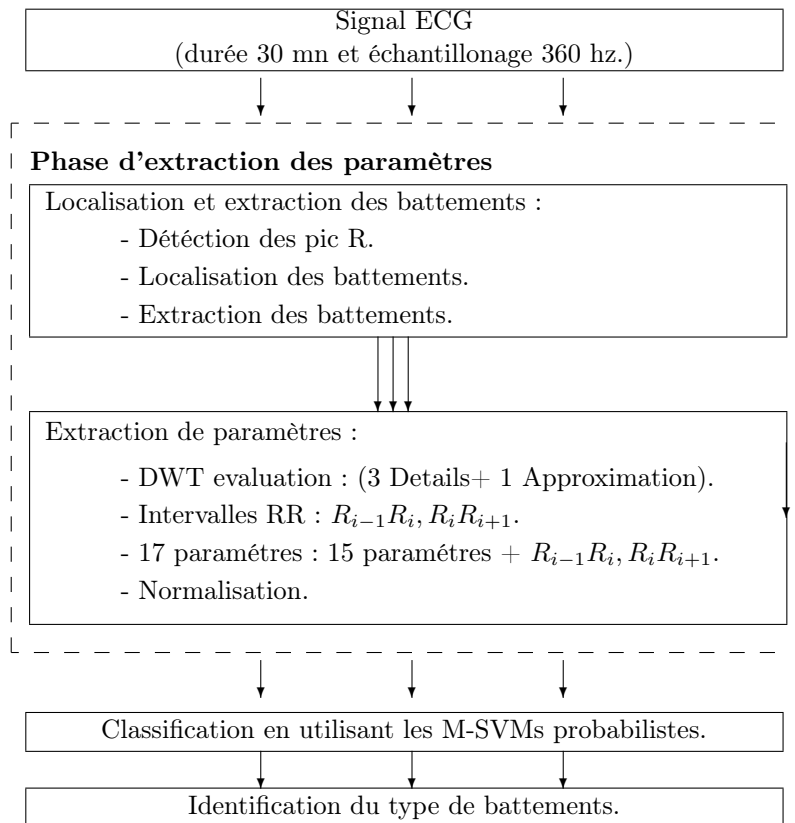 Signal ECG
(durée 30 mn et échantillonage 360 hz.)
Phase d'extraction des paramètres
Localisation et extraction des battements :
- Détéction des pic R.
- Localisation des battements.
- Extraction des battements.
Extraction de paramètres :
- DWT evaluation : (3 Details+ 1 Approximation).
- Intervalles RR : $R_{i-1}R_i, R_iR_{i+1}$.
- 17 paramétres : 15 paramétres + $R_{i-1}R_i, R_iR_{i+1}$.
- Normalisation.
Classification en utilisant les M-SVMs probabilistes.
Identification du type de battements.